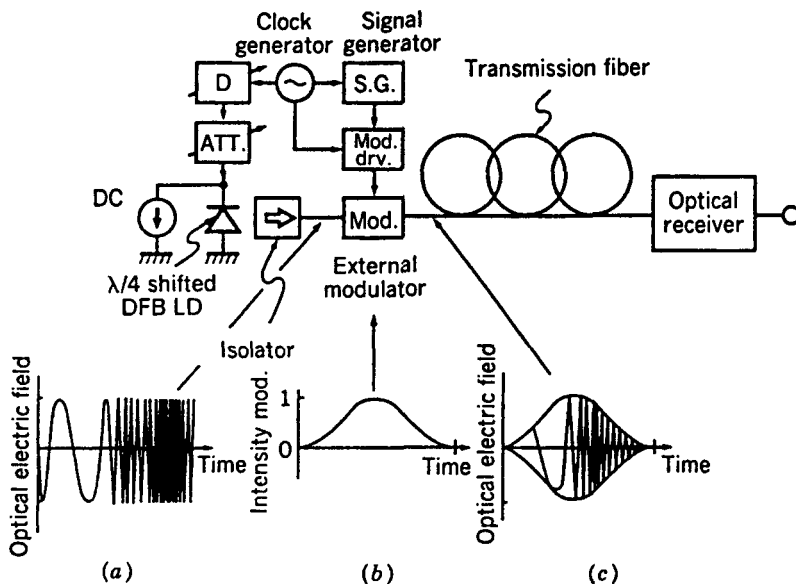 Clock
generator
Signal
generator
Transmission fiber
D
~
S.G.
ATT.
Mod.
drv.
DC
Mod.
Optical
receiver
λ/4 shifted
DFB LD
External
modulator
Isolator
Optical electric field
Time
Intensity mod.
1
0
Time
Optical electric field
Time
(a)
(b)
(c)